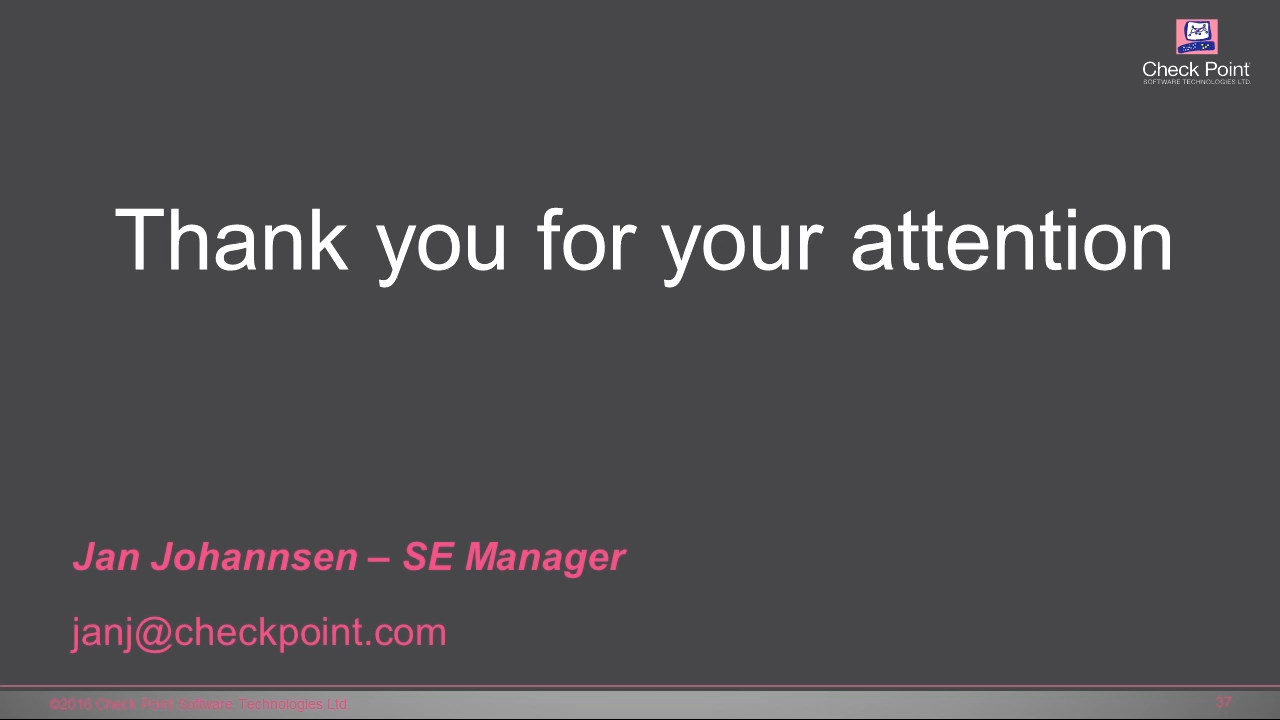 Check Point
SOFTWARE TECHNOLOGIES LTD.
Thank you for your attention
Jan Johannsen – SE Manager
janj@checkpoint.com
©2016 Check Point Software Technologies Ltd.
37